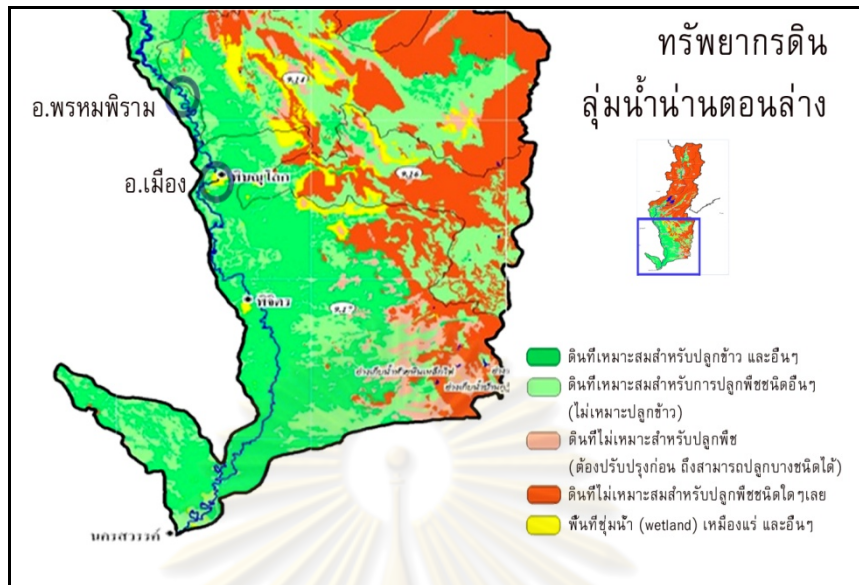 ทรัพยากรดิน
ลุ่มน้ำน่านตอนล่าง
อ.พรหมพิราม
อ.เมือง
พิษณุโลก
พิจิตร
นครสวรรค์
ดินที่เหมาะสมสำหรับปลูกข้าว และอื่นๆ
ดินที่เหมาะสมสำหรับการปลูกพืชชนิดอื่นๆ
(ไม่เหมาะปลูกข้าว)
ดินที่ไม่เหมาะสำหรับปลูกพืช
(ต้องปรับปรุงก่อน ถึงสามารถปลูกบางชนิดได้)
ดินที่ไม่เหมาะสมสำหรับปลูกพืชชนิดใดๆเลย
พื้นที่ชุ่มน้ำ (wetland) เหมืองแร่ และอื่นๆ